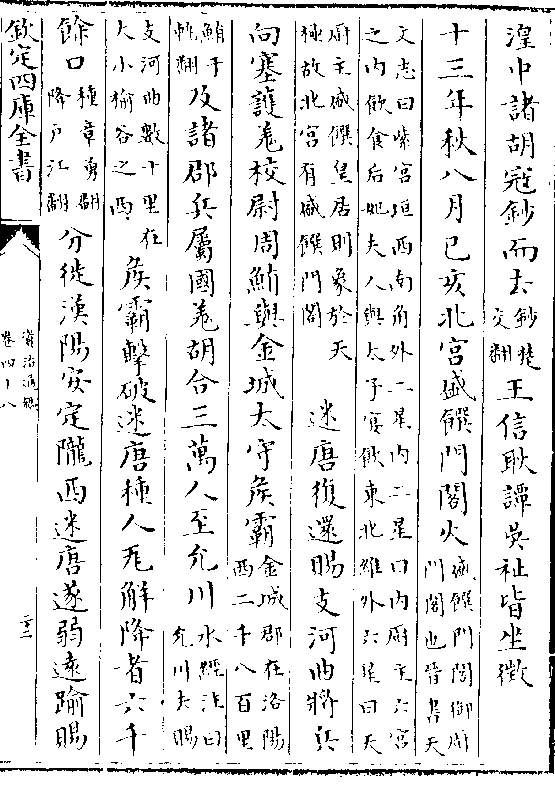 湟中諸胡宼鈔而去鈔楚交翻王信耿譚吳祉皆坐徵
十三年秋八月己亥北宮盛饌門閤火盛饌門閤御廚門閤也晉書天
文志曰紫宮垣西南角外二星内二星曰内廚主六宮
之内飲食后妃夫人與太子宴飲東北維外六星曰天
廚主盛饌皇居則象於天
極故北宮有盛饌門閤　迷唐復還賜支河曲將兵
向塞護羌校尉周鮪與金城太守侯霸金城郡在洛陽西二千八百里
鮪于軌翻及諸郡兵屬國羌胡合三萬人至允川水經注曰允川去賜
支河曲數十里在
大小榆谷之西　侯霸擊破迷唐種人瓦解降者六千
餘口種章勇翻降戶江翻分徙漢陽安定隴西迷唐遂弱遠踰賜
欽定四庫全書
資治通鑑
卷四十八
二十二